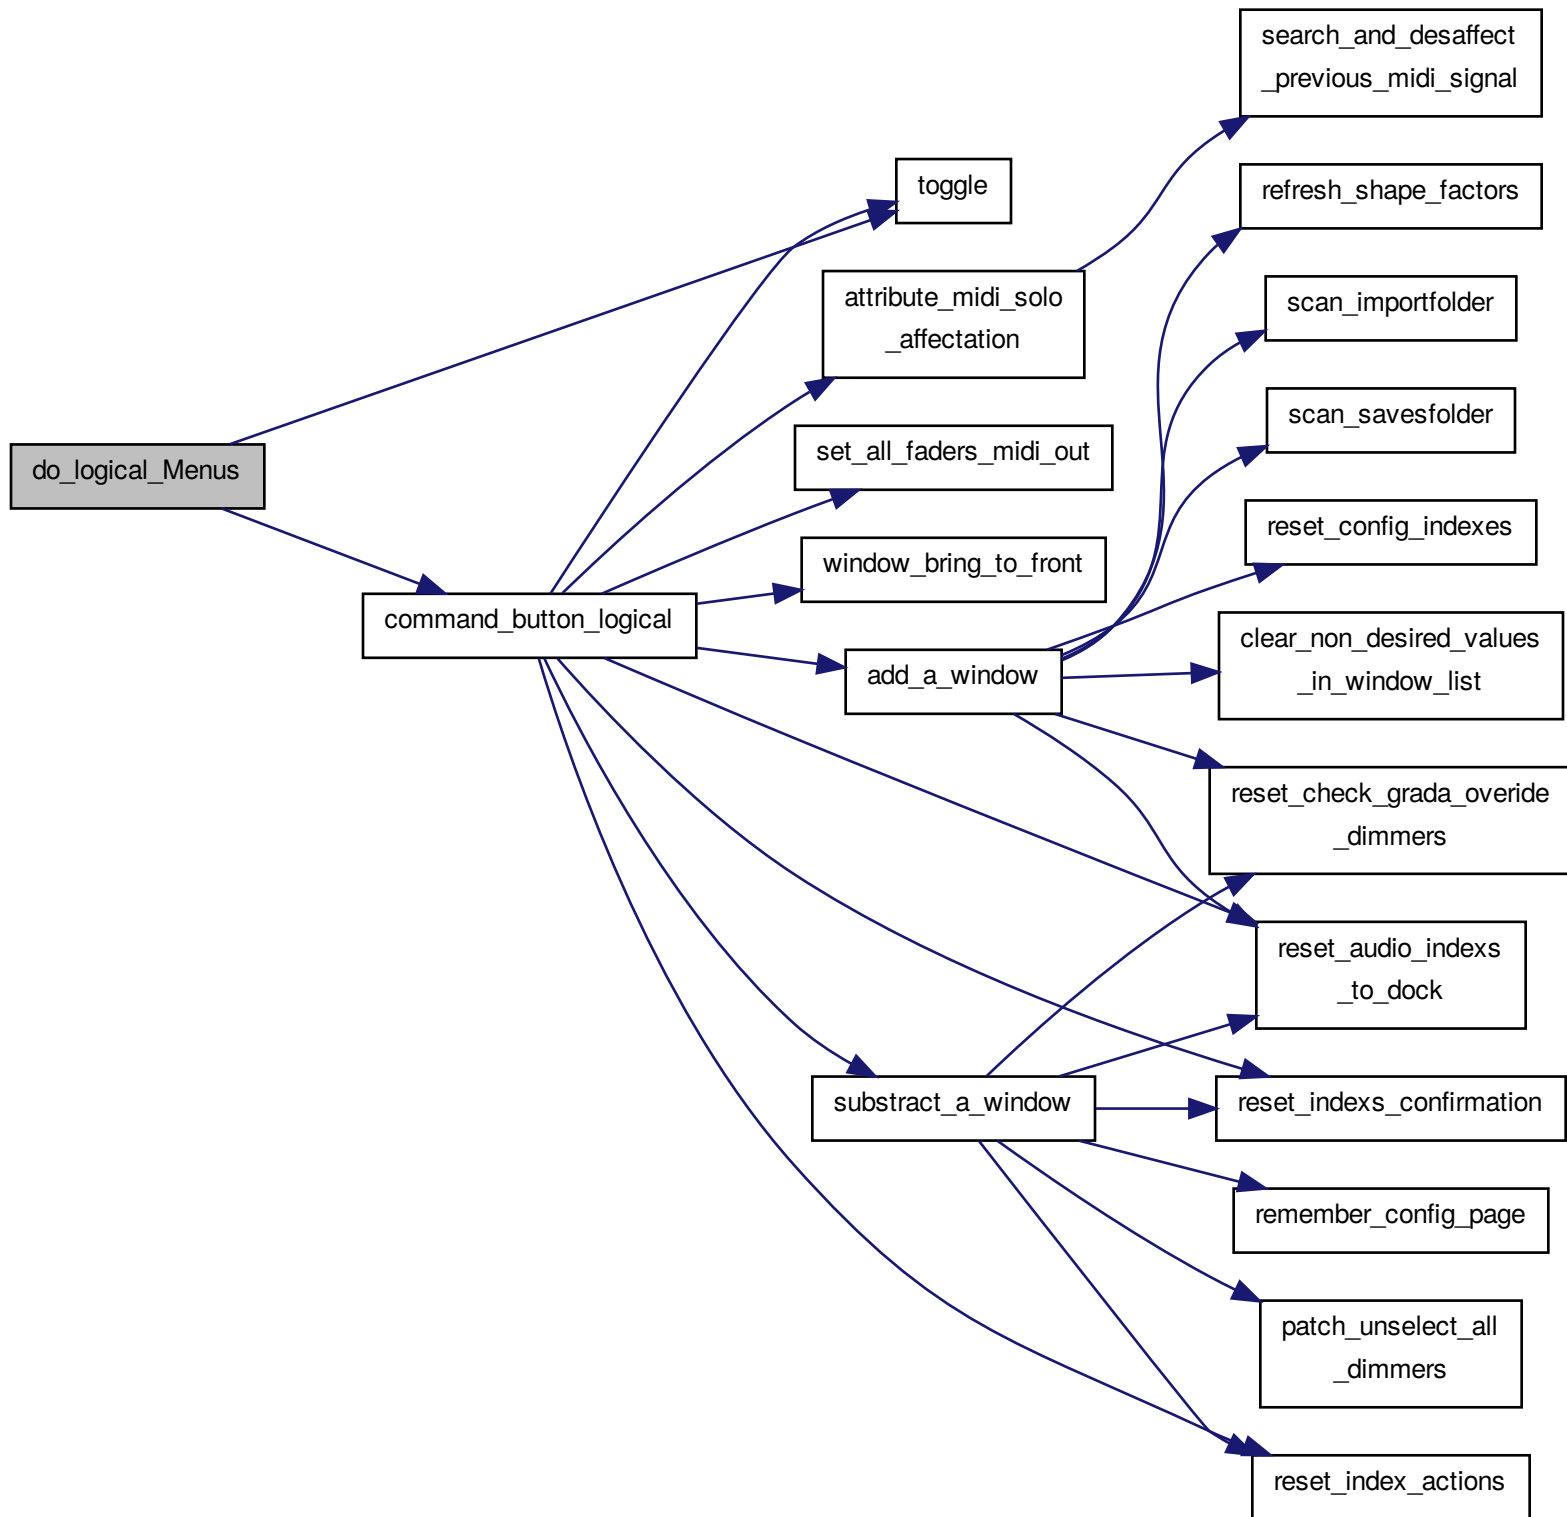 do_logical_Menus
command_button_logical
toggle
attribute_midi_solo
_affectation
set_all_faders_midi_out
window_bring_to_front
add_a_window
substract_a_window
search_and_desaffect
_previous_midi_signal
refresh_shape_factors
scan_importfolder
scan_savesfolder
reset_config_indexes
clear_non_desired_values
_in_window_list
reset_check_grada_overide
_dimmers
reset_audio_indexs
_to_dock
reset_indexs_confirmation
remember_config_page
patch_unselect_all
_dimmers
reset_index_actions